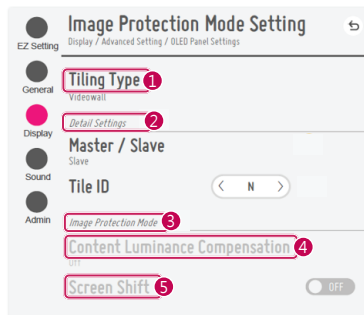 Image Protection Mode Setting
Display / Advanced Setting / OLED Panel Settings
EZ Setting
General
Display
Sound
Admin
Tiling Type 1
Videowall
Detail Settings 2
Master / Slave
Slave
Tile ID < N >
Image Protection Mode 3
Content Luminance Compensation 4
Off
Screen Shift 5 OFF